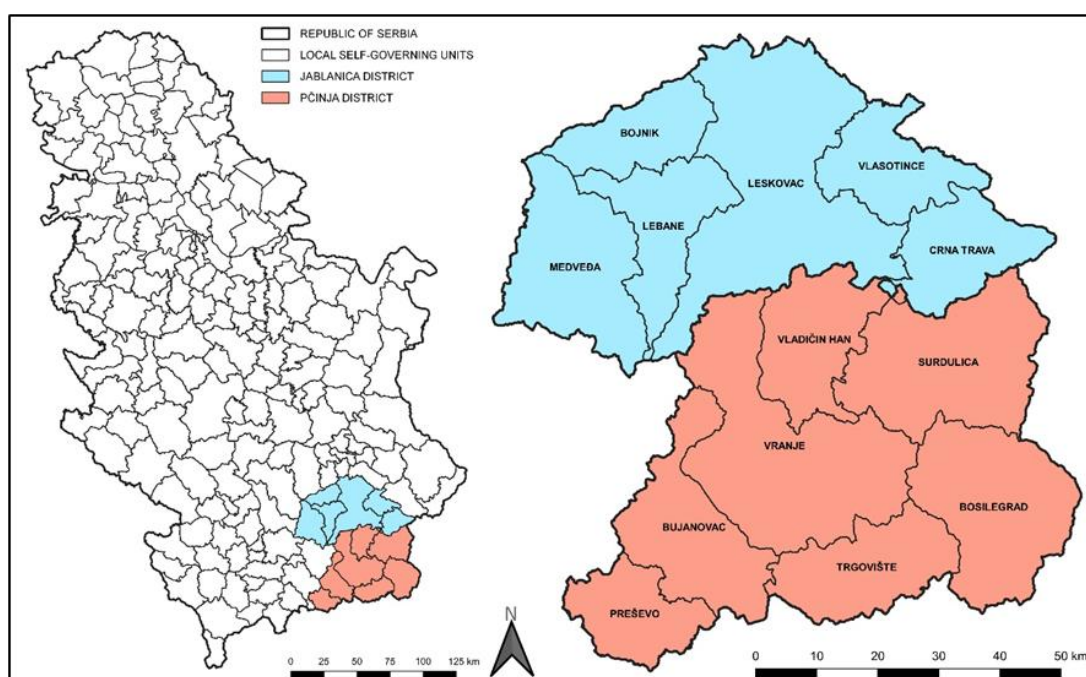 REPUBLIC OF SERBIA
LOCAL SELF-GOVERNING UNITS
JABLANICA DISTRICT
PČINJA DISTRICT
BOJNIK
VLASOTINCE
LESKOVAC
LEBANE
CRNA TRAVA
MEDVEĐA
VLADIČIN HAN
SURDULICA
VRANJE
BOSILEGRAD
BUJANOVAC
TRGOVIŠTE
PREŠEVO
N
0 25 50 75 100 125 km
0 10 20 30 40 50 km